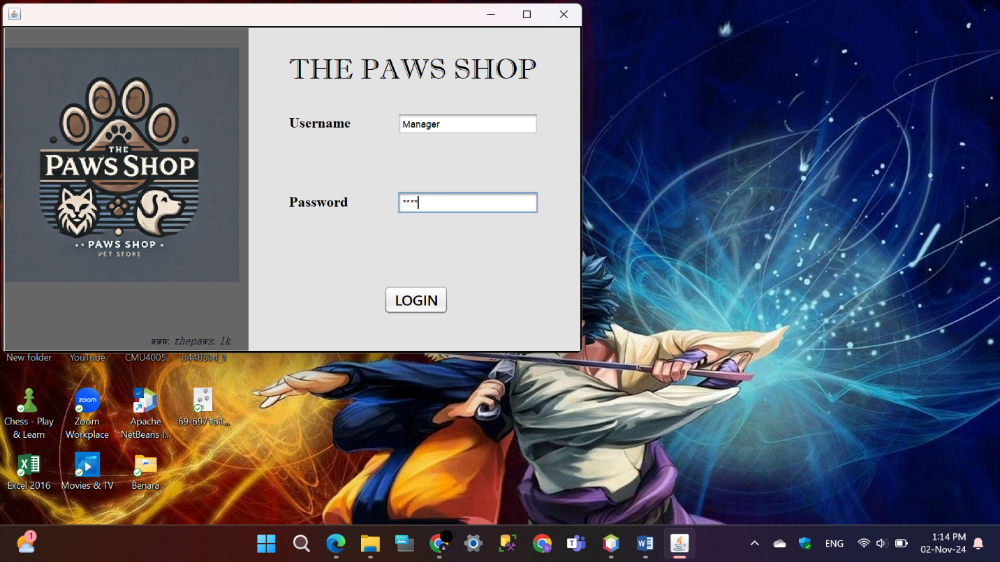 THE PAWS SHOP
Username
Manager
Password
****
LOGIN
THE
PAWS SHOP
PAWS SHOP
PET STORE
www.thepaws.lk
New folder
YouTube
CMU4005
d448514_1
Chess - Play
& Learn
zoom
Zoom
Workplace
Apache
NetBeans I...
69-697161...
Excel 2016
Movies & TV
Benara
1
ENG
1:14 PM
02-Nov-24